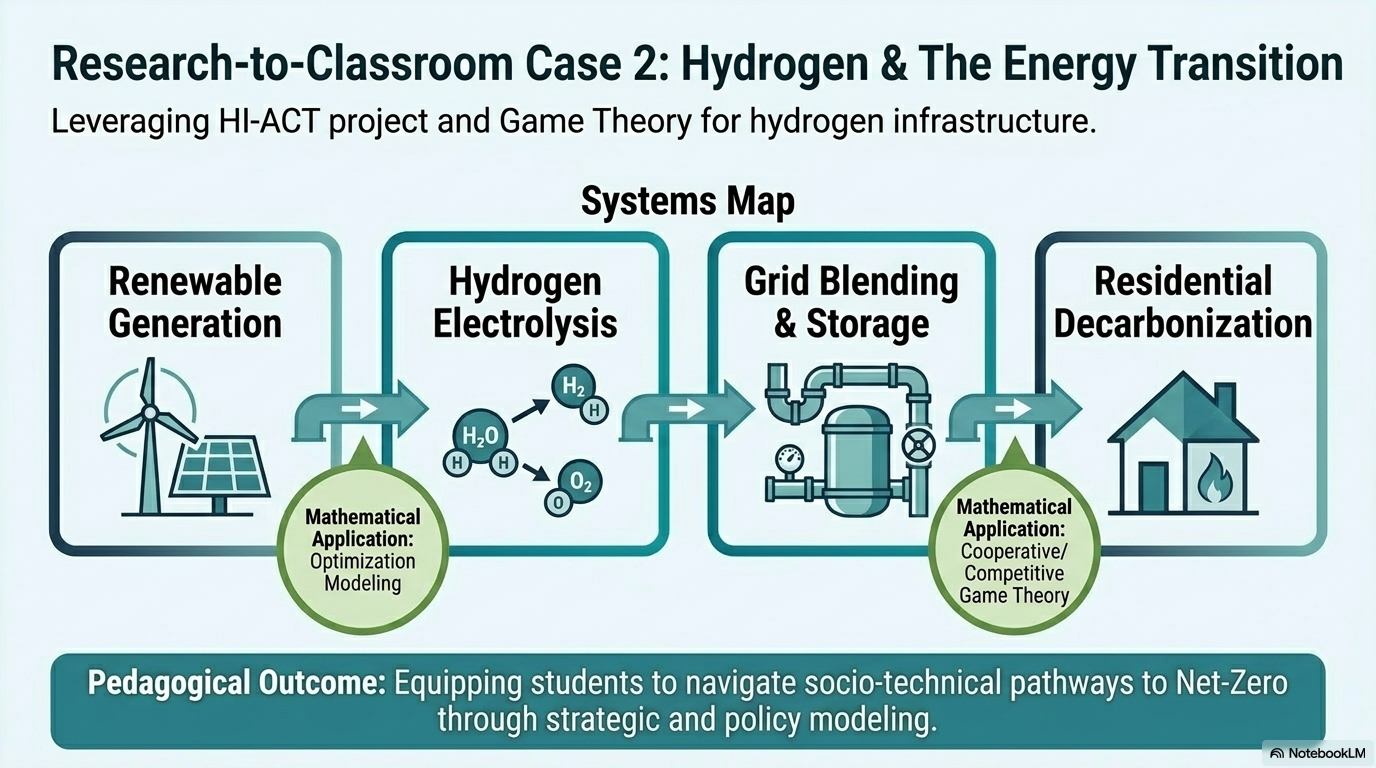 Research-to-Classroom Case 2: Hydrogen & The Energy Transition
Leveraging HI-ACT project and Game Theory for hydrogen infrastructure.
Systems Map
Renewable
Generation
Hydrogen
Electrolysis
Grid Blending
& Storage
Residential
Decarbonization
H₂O
H
H
H₂
H
O₂
O
Mathematical
Application:
Optimization
Modeling
Mathematical
Application:
Cooperative/
Competitive
Game Theory
Pedagogical Outcome: Equipping students to navigate socio-technical pathways to Net-Zero
through strategic and policy modeling.
NotebookLM